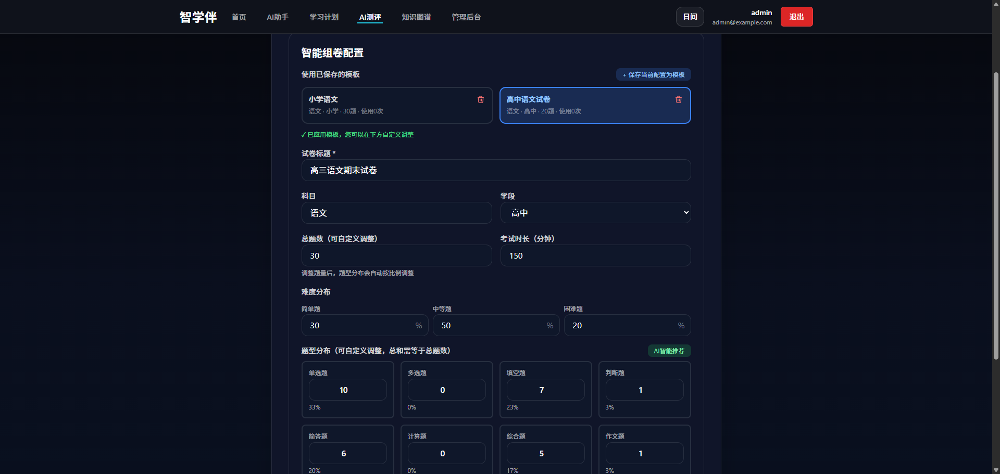 智学伴
首页
AI助手
学习计划
AI测评
知识图谱
管理后台
日间
admin
admin@example.com
退出
智能组卷配置
使用已保存的模板
+ 保存当前配置为模板
小学语文
语文 · 小学 · 30题 · 使用0次
高中语文试卷
语文 · 高中 · 20题 · 使用0次
✓ 已应用模板，您可以在下方自定义调整
试卷标题 *
高三语文期末试卷
科目
学段
语文
高中
总题数（可自定义调整）
考试时长（分钟）
30
150
调整题量后，题型分布会自动按比例调整
难度分布
简单题
中等题
困难题
30 %
50 %
20 %
题型分布（可自定义调整，总和需等于总题数）
AI智能推荐
单选题
多选题
填空题
判断题
10
0
7
1
33%
0%
23%
3%
简答题
计算题
综合题
作文题
6
0
5
1
20%
0%
17%
3%